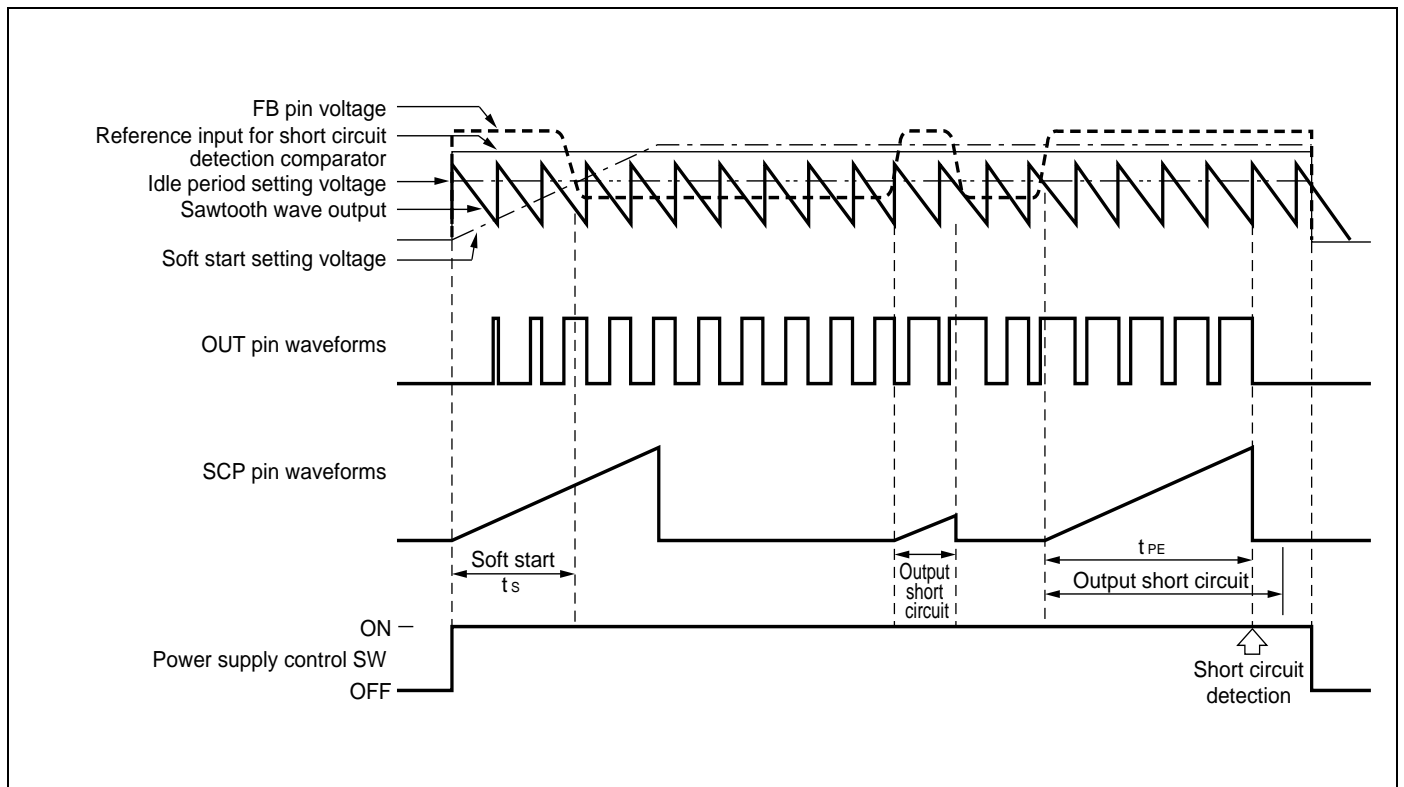 FB pin voltage
Reference input for short circuit
detection comparator
Idle period setting voltage
Sawtooth wave output
Soft start setting voltage
OUT pin waveforms
SCP pin waveforms
Soft start
ts
Output
short
circuit
tPE
Output short circuit
ON
Power supply control SW
OFF
Short circuit
detection